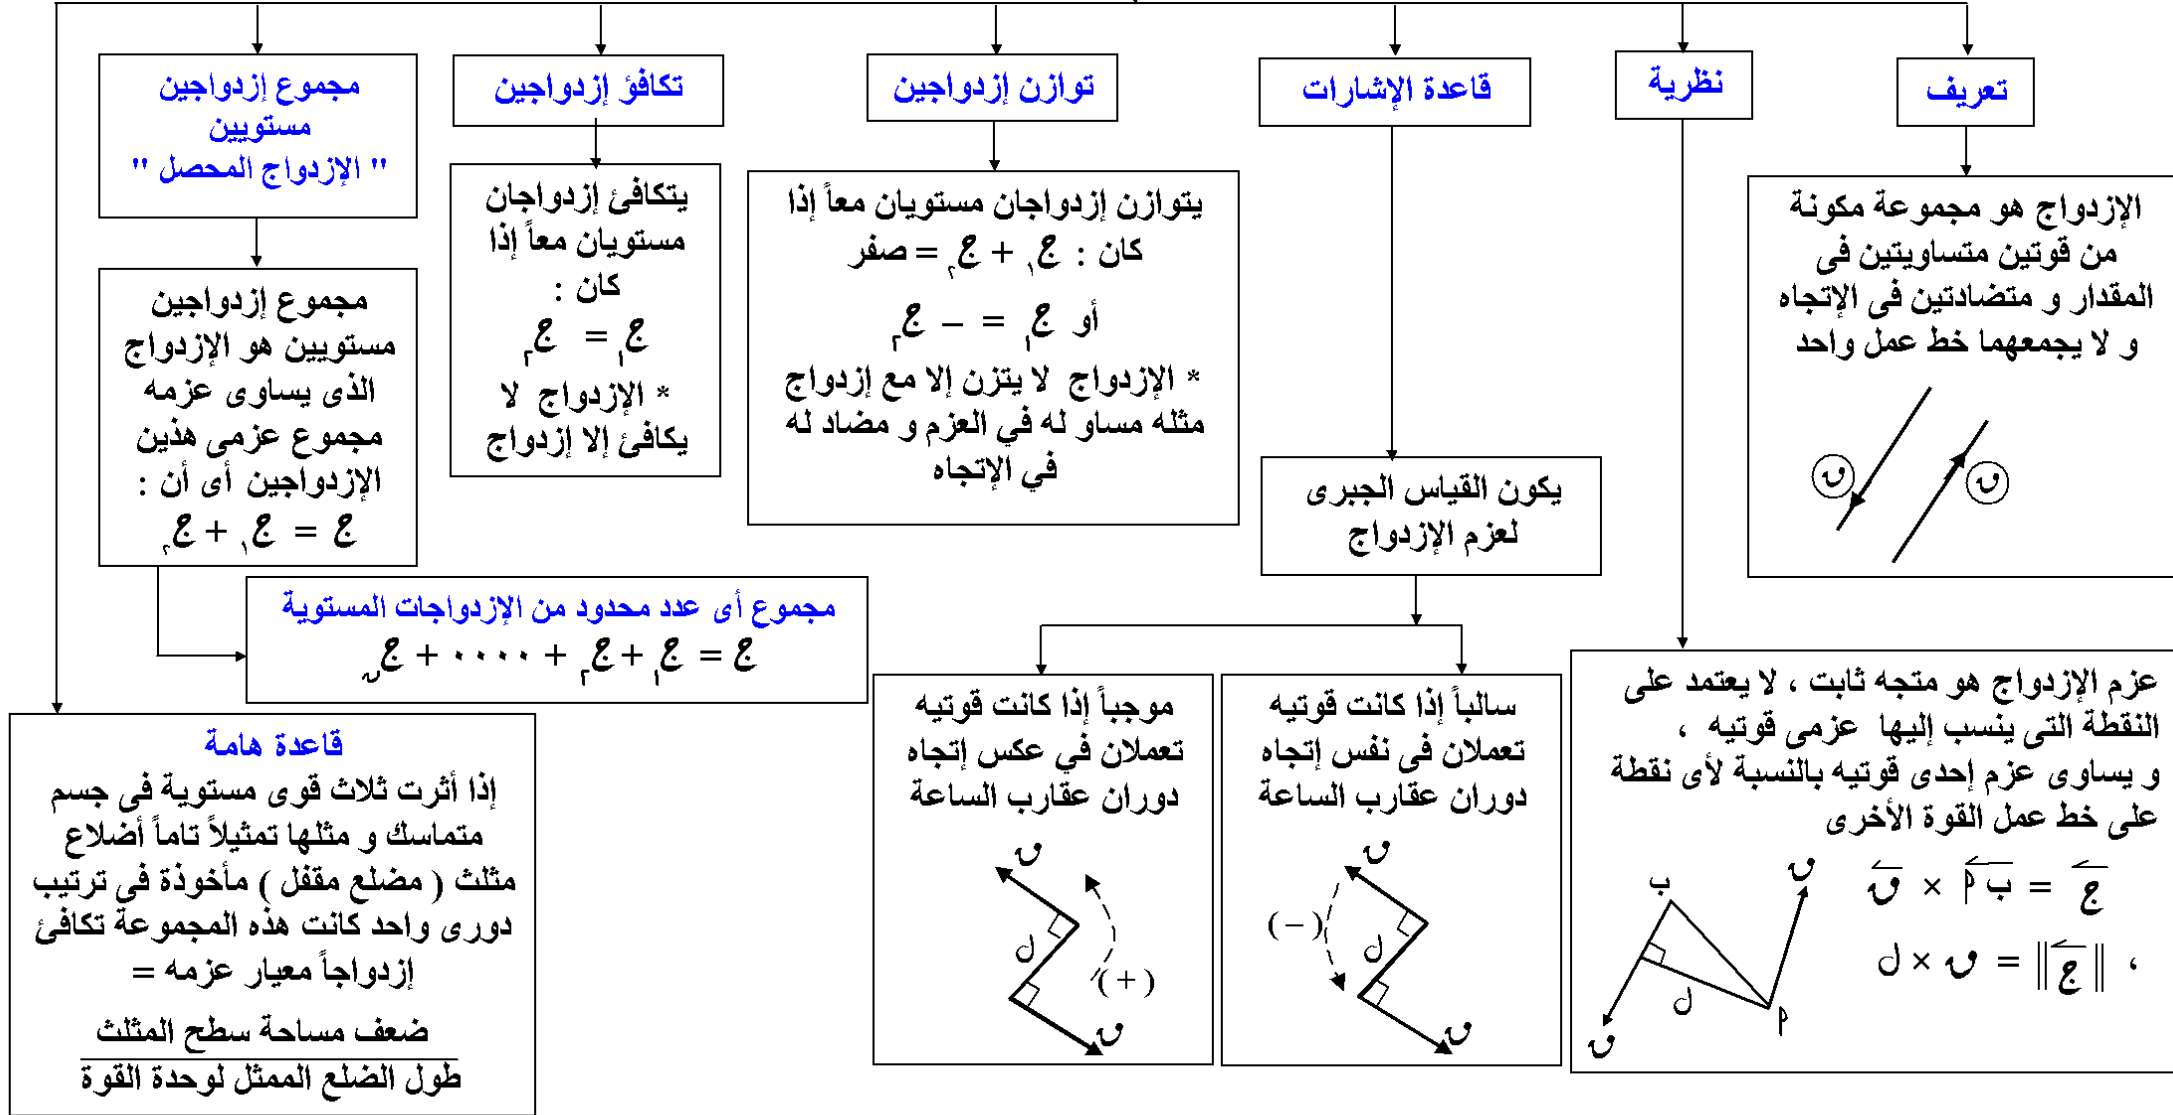 تعريف
الإزدواج هو مجموعة مكونة
من قوتين متساويتين فى
المقدار و متضادتين فى الإتجاه
و لا يجمعهما خط عمل واحد
ق
ق
نظرية
عزم الإزدواج هو متجه ثابت ، لا يعتمد على
النقطة التى ينسب إليها عزمى قوتيه ،
و يساوى عزم إحدى قوتيه بالنسبة لأى نقطة
على خط عمل القوة الأخرى
ج = ب أ × ق
، || ج || = ق × ل
ق
ب
ل
أ
ق
قاعدة الإشارات
يكون القياس الجبرى
لعزم الإزدواج
سالباً إذا كانت قوتيه
تعملان فى نفس إتجاه
دوران عقارب الساعة
ق
( − )
ل
ق
موجباً إذا كانت قوتيه
تعملان في عكس إتجاه
دوران عقارب الساعة
ق
ل
( + )
ق
توازن إزدواجين
يتوازن إزدواجان مستويان معاً إذا
كان : ج١ + ج٢ = صفر
أو ج١ = − ج٢
* الإزدواج لا يتزن إلا مع إزدواج
مثله مساو له في العزم و مضاد له
في الإتجاه
تكافؤ إزدواجين
يتكافئ إزدواجان
مستويان معاً إذا
كان :
ج١ = ج٢
* الإزدواج لا
يكافئ إلا إزدواج
مجموع إزدواجين
مستويين
" الإزدواج المحصل "
مجموع إزدواجين
مستويين هو الإزدواج
الذى يساوى عزمه
مجموع عزمى هذين
الإزدواجين أى أن :
ج = ج١ + ج٢
مجموع أى عدد محدود من الإزدواجات المستوية
ج = ج١ + ج٢ + ٠٠٠٠ + جن
قاعدة هامة
إذا أثرت ثلاث قوى مستوية فى جسم
متماسك و مثلها تمثيلاً تاماً أضلاع
مثلث ( مضلع مقفل ) مأخوذة فى ترتيب
دورى واحد كانت هذه المجموعة تكافئ
إزدواجاً معيار عزمه =
ضعف مساحة سطح المثلث
طول الضلع الممثل لوحدة القوة